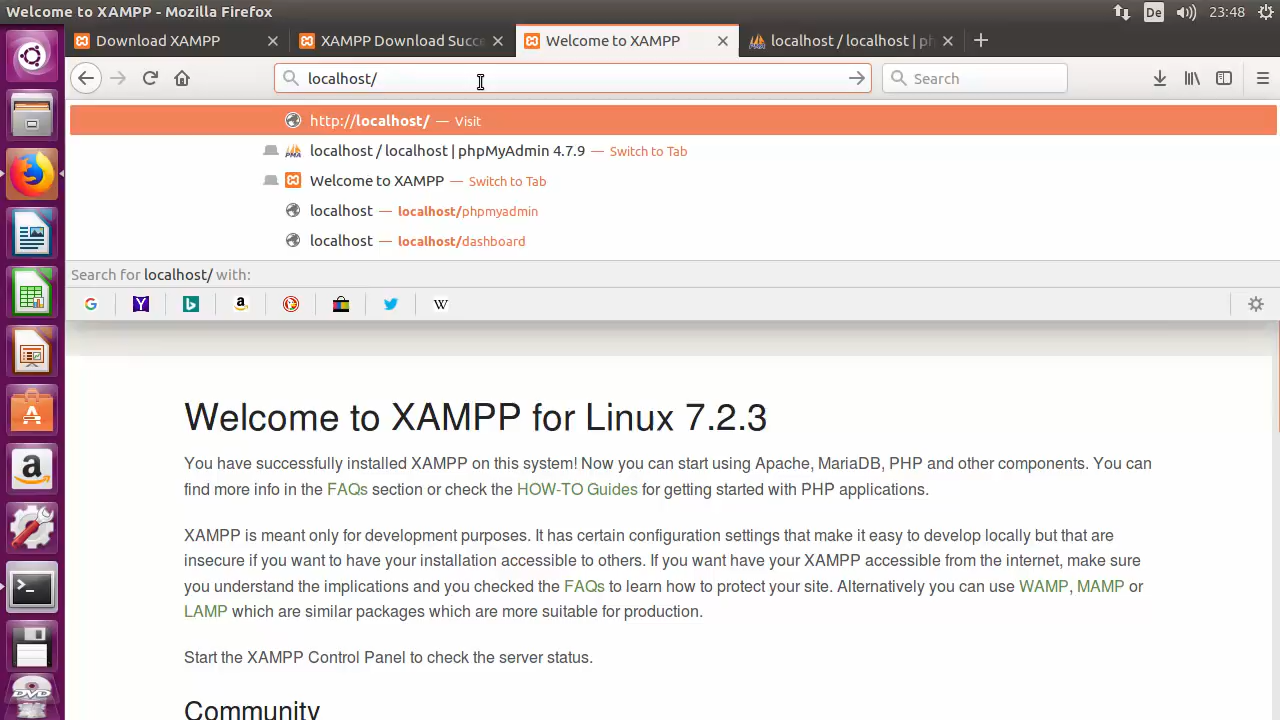 Welcome to XAMPP - Mozilla Firefox
De
23:48
Download XAMPP
XAMPP Download Succe
Welcome to XAMPP
localhost / localhost | ph
localhost/
Search
http://localhost/ — Visit
localhost / localhost | phpMyAdmin 4.7.9 — Switch to Tab
Welcome to XAMPP — Switch to Tab
localhost — localhost/phpmyadmin
localhost — localhost/dashboard
Search for localhost/ with:
Welcome to XAMPP for Linux 7.2.3
You have successfully installed XAMPP on this system! Now you can start using Apache, MariaDB, PHP and other components. You can
find more info in the FAQs section or check the HOW-TO Guides for getting started with PHP applications.
XAMPP is meant only for development purposes. It has certain configuration settings that make it easy to develop locally but that are
insecure if you want to have your installation accessible to others. If you want have your XAMPP accessible from the internet, make sure
you understand the implications and you checked the FAQs to learn how to protect your site. Alternatively you can use WAMP, MAMP or
LAMP which are similar packages which are more suitable for production.
Start the XAMPP Control Panel to check the server status.
Community